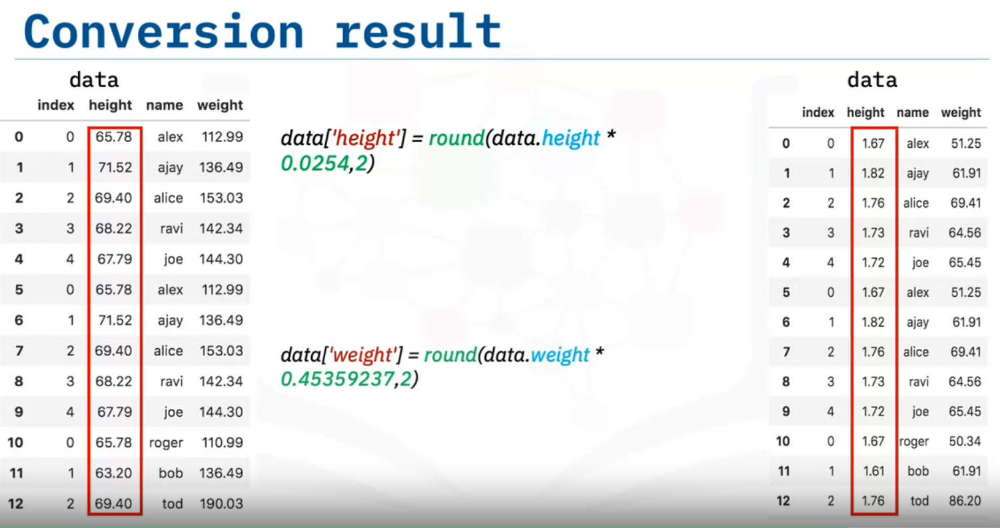 Conversion result
data
index height name weight
0 0 65.78 alex 112.99
1 1 71.52 ajay 136.49
2 2 69.40 alice 153.03
3 3 68.22 ravi 142.34
4 4 67.79 joe 144.30
5 0 65.78 alex 112.99
6 1 71.52 ajay 136.49
7 2 69.40 alice 153.03
8 3 68.22 ravi 142.34
9 4 67.79 joe 144.30
10 0 65.78 roger 110.99
11 1 63.20 bob 136.49
12 2 69.40 tod 190.03
data['height'] = round(data.height *
0.0254,2)
data['weight'] = round(data.weight *
0.45359237,2)
data
index height name weight
0 0 1.67 alex 51.25
1 1 1.82 ajay 61.91
2 2 1.76 alice 69.41
3 3 1.73 ravi 64.56
4 4 1.72 joe 65.45
5 0 1.67 alex 51.25
6 1 1.82 ajay 61.91
7 2 1.76 alice 69.41
8 3 1.73 ravi 64.56
9 4 1.72 joe 65.45
10 0 1.67 roger 50.34
11 1 1.61 bob 61.91
12 2 1.76 tod 86.20